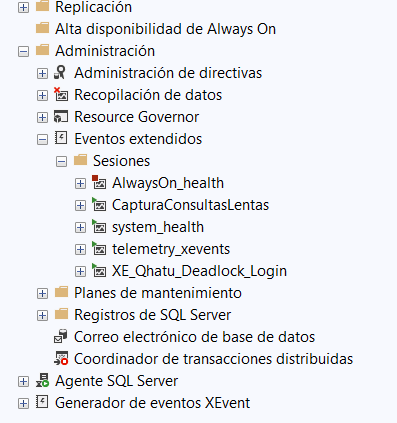 Replicación
Alta disponibilidad de Always On
Administración
Administración de directivas
Recopilación de datos
Resource Governor
Eventos extendidos
Sesiones
AlwaysOn_health
CapturaConsultasLentas
system_health
telemetry_xevents
XE_Qhatu_Deadlock_Login
Planes de mantenimiento
Registros de SQL Server
Correo electrónico de base de datos
Coordinador de transacciones distribuidas
Agente SQL Server
Generador de eventos XEvent